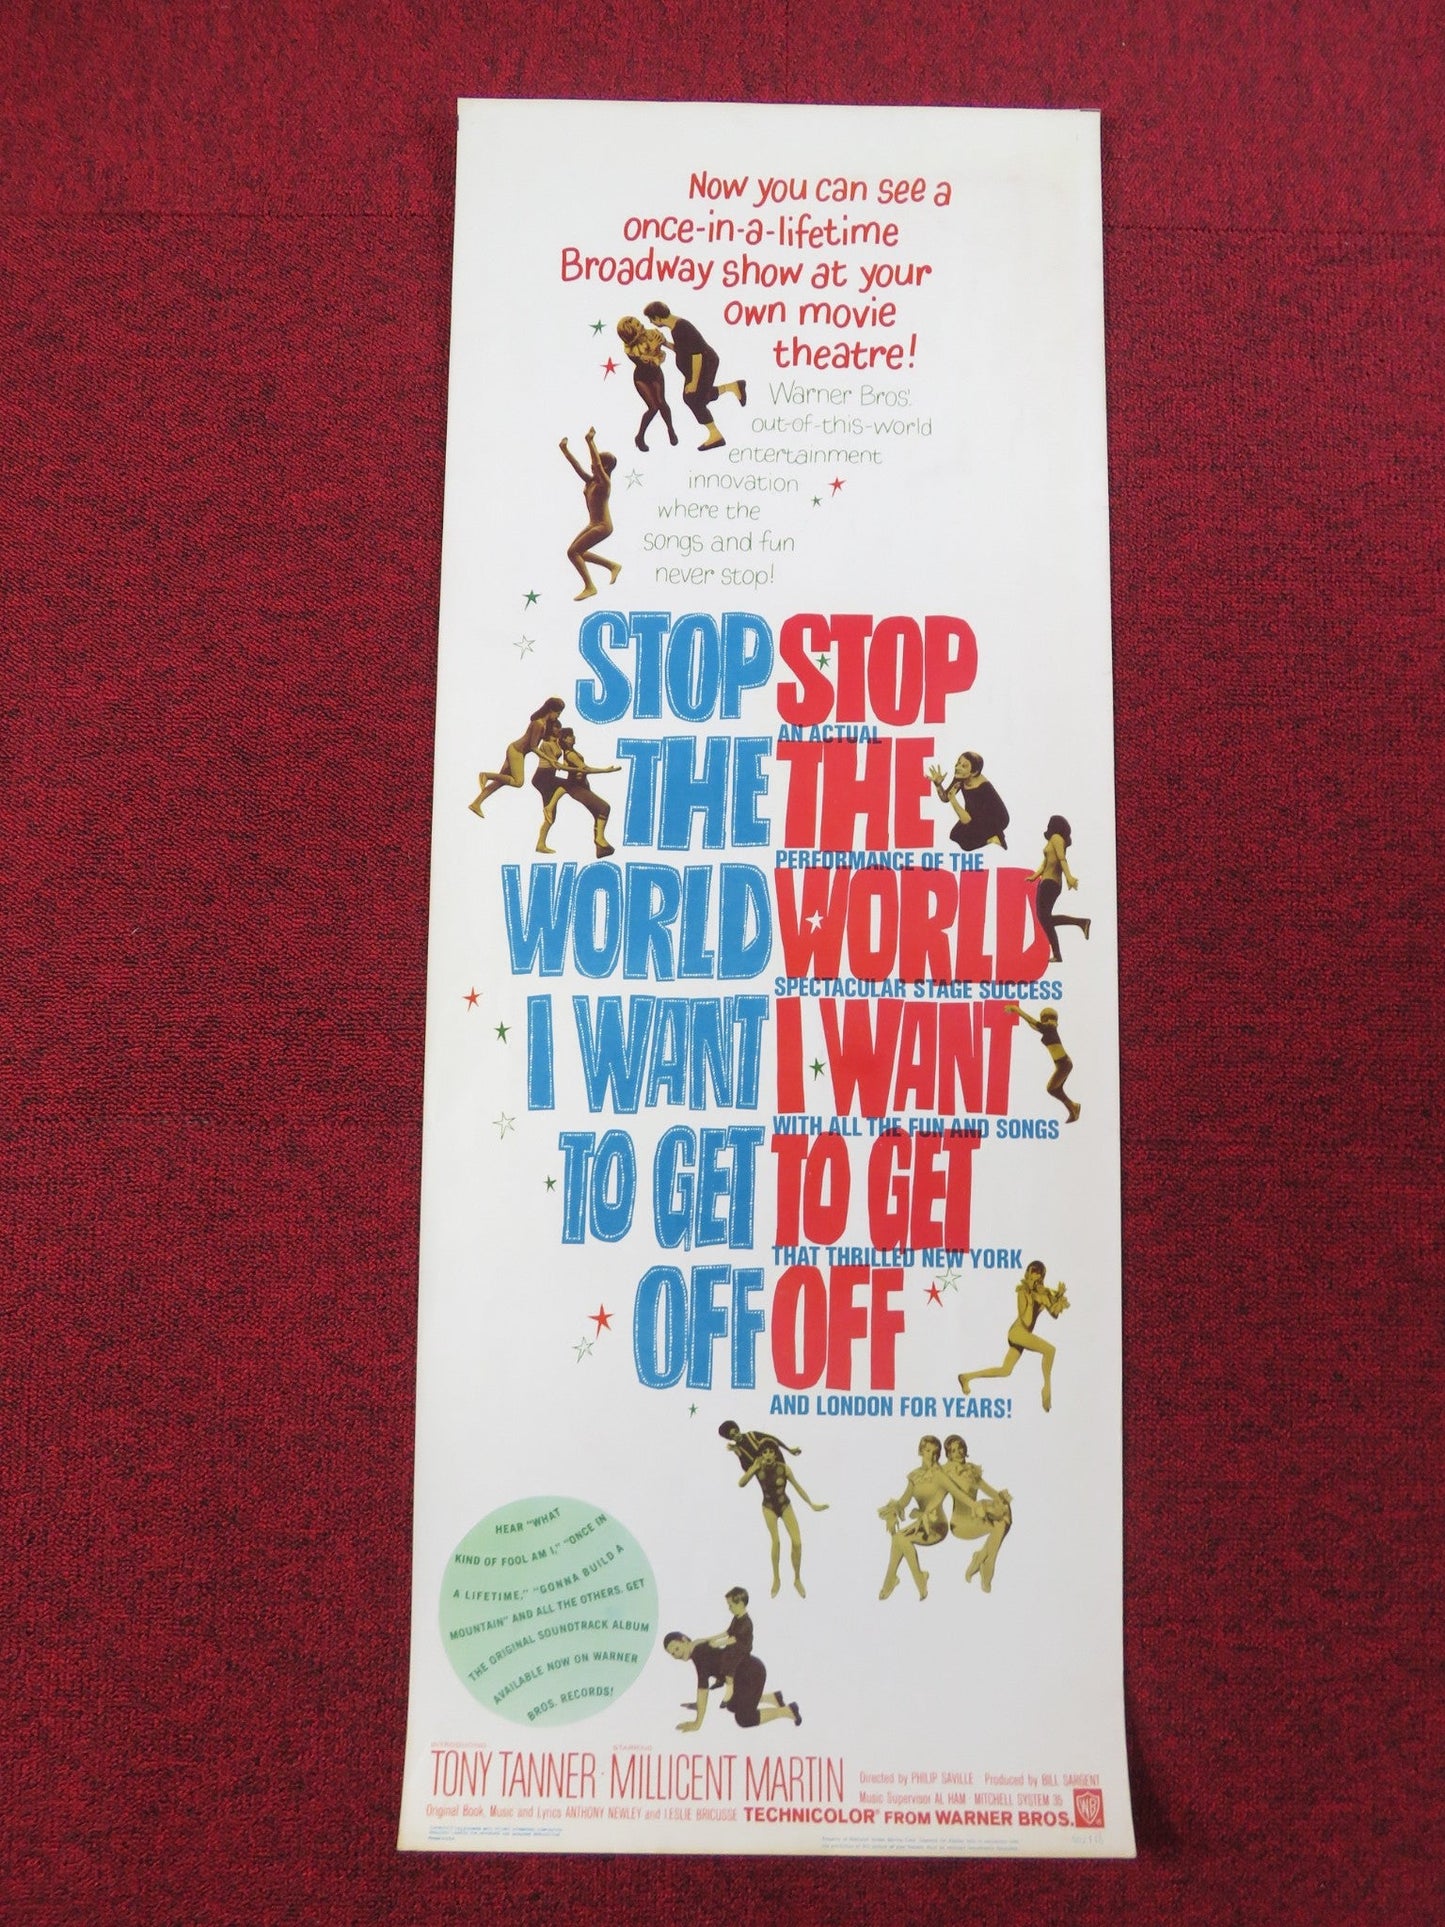 Now you can see a
once-in-a-lifetime
Broadway show at your
own movie
theatre!
Warner Bros'.
out-of-this-world
entertainment
innovation
where the
songs and fun
never stop!
STOP STOP
AN ACTUAL
THE THE
PERFORMANCE OF THE
WORLD WORLD
SPECTACULAR STAGE SUCCESS
I WANT I WANT
WITH ALL THE FUN AND SONGS
TO GET TO GET
THAT THRILLED NEW YORK
OFF OFF
AND LONDON FOR YEARS!
HEAR "WHAT
KIND OF FOOL AM I," "ONCE IN
A LIFETIME," "GONNA BUILD A
MOUNTAIN" AND ALL THE OTHERS. GET
THE ORIGINAL SOUNDTRACK ALBUM
AVAILABLE NOW ON WARNER
BROS. RECORDS!
INTRODUCING STARRING
TONY TANNER · MILLICENT MARTIN
Directed by PHILIP SAVILLE Produced by BILL SARGENT
Music Supervisor AL HAM · MITCHELL SYSTEM 35
Original Book, Music and Lyrics ANTHONY NEWLEY and LESLIE BRICUSSE TECHNICOLOR® FROM WARNER BROS. WB